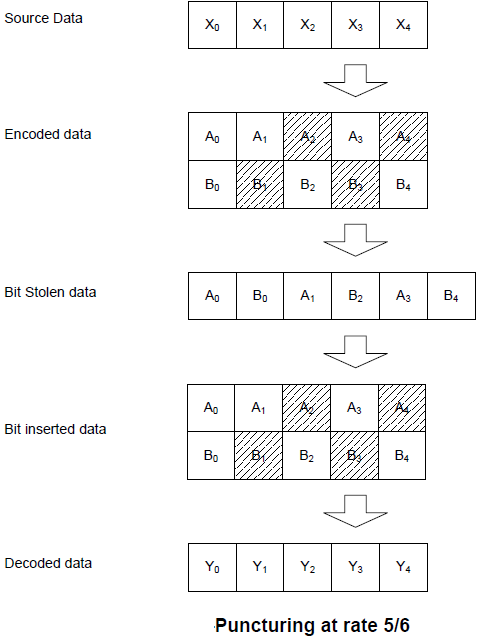 Source Data
X0 X1 X2 X3 X4
Encoded data
A0 A1 A2 A3 A4
B0 B1 B2 B3 B4
Bit Stolen data
A0 B0 A1 B2 A3 B4
Bit inserted data
A0 A1 A2 A3 A4
B0 B1 B2 B3 B4
Decoded data
Y0 Y1 Y2 Y3 Y4
Puncturing at rate 5/6